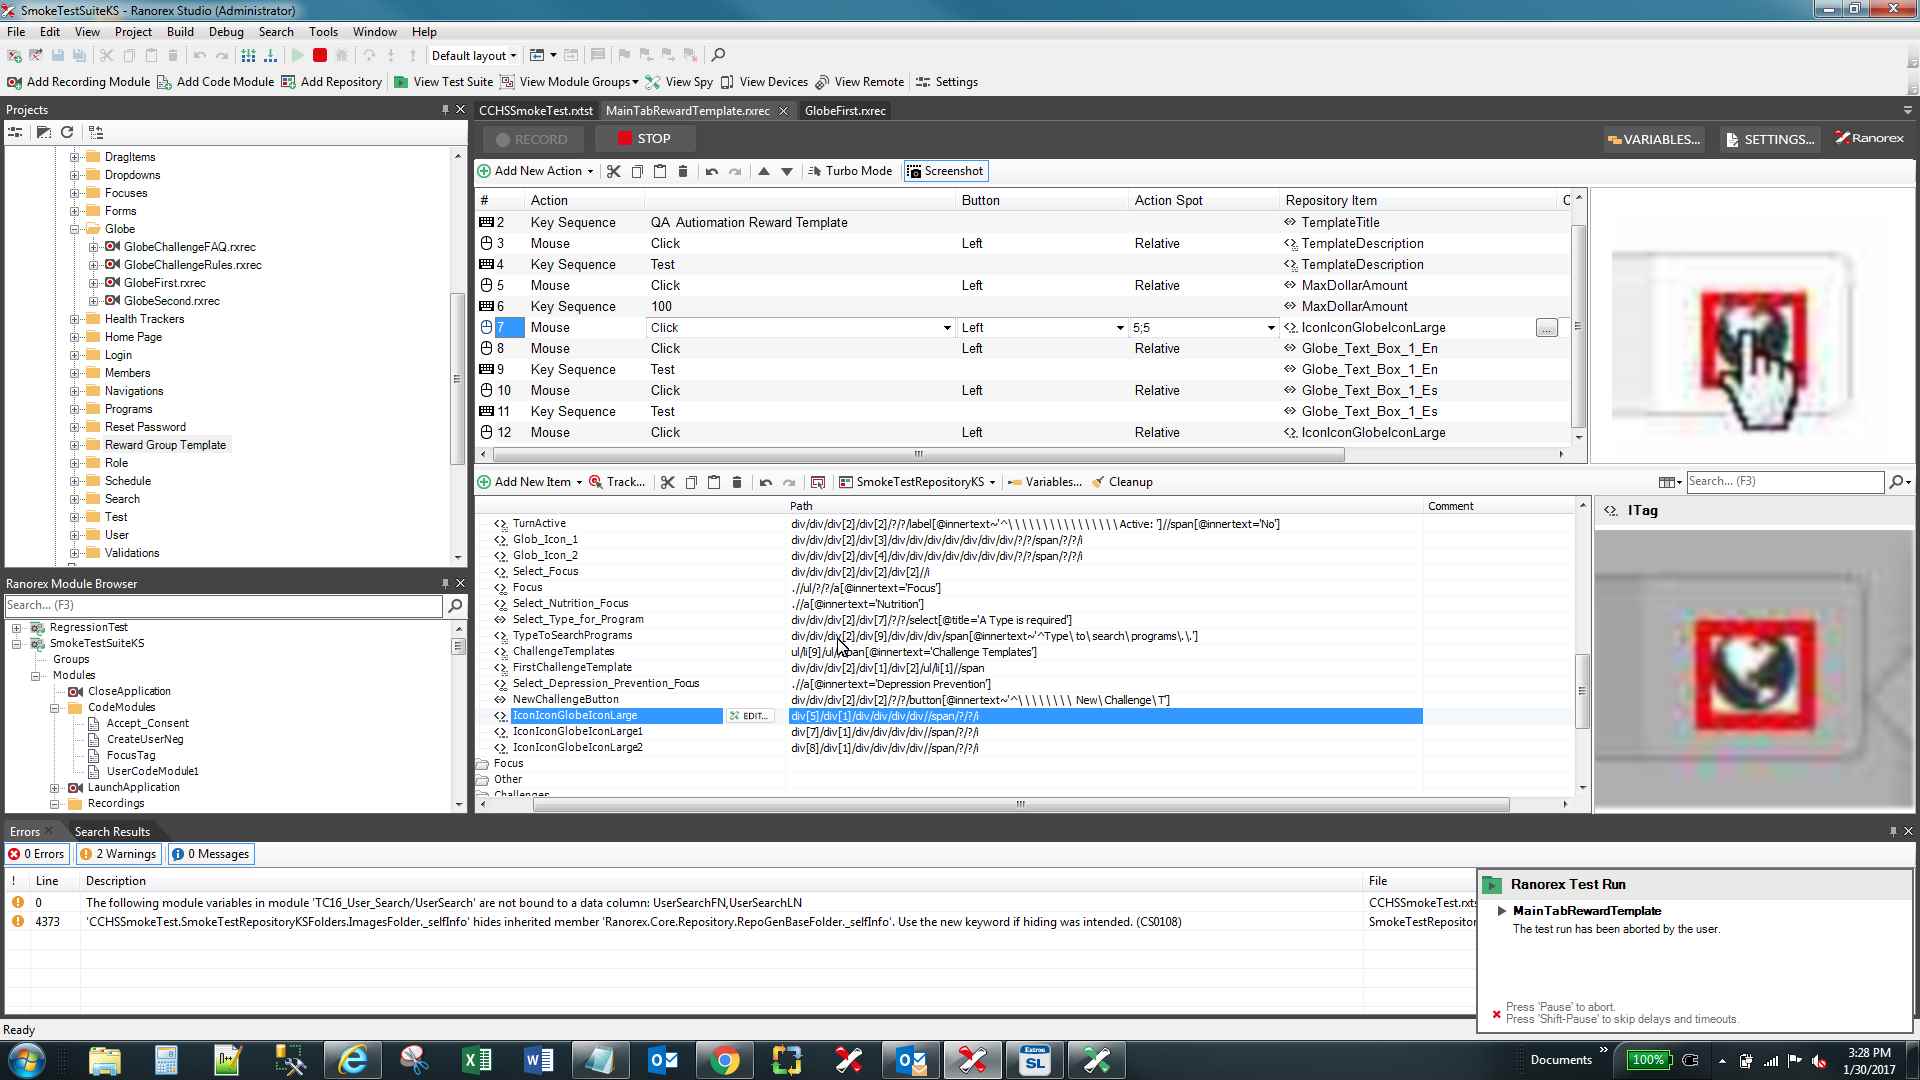 SmokeTestSuiteKS - Ranorex Studio (Administrator)
File Edit View Project Build Debug Search Tools Window Help
Default layout
Add Recording Module Add Code Module Add Repository View Test Suite View Module Groups View Spy View Devices View Remote Settings
Projects
DragItems
Dropdowns
Focuses
Forms
Globe
GlobeChallengeFAQ.rxrec
GlobeChallengeRules.rxrec
GlobeFirst.rxrec
GlobeSecond.rxrec
Health Trackers
Home Page
Login
Members
Navigations
Programs
Reset Password
Reward Group Template
Role
Schedule
Search
Test
User
Validations
Ranorex Module Browser
Search... (F3)
RegressionTest
SmokeTestSuiteKS
Groups
Modules
CloseApplication
CodeModules
Accept_Consent
CreateUserNeg
FocusTag
UserCodeModule1
LaunchApplication
Recordings
CCHSSmokeTest.rxtst MainTabRewardTemplate.rxrec GlobeFirst.rxrec
RECORD STOP VARIABLES... SETTINGS... Ranorex
Add New Action Turbo Mode Screenshot
# Action Button Action Spot Repository Item C
2 Key Sequence QA Autiomation Reward Template TemplateTitle
3 Mouse Click Left Relative TemplateDescription
4 Key Sequence Test TemplateDescription
5 Mouse Click Left Relative MaxDollarAmount
6 Key Sequence 100 MaxDollarAmount
7 Mouse Click Left 5;5 IconIconGlobeIconLarge ...
8 Mouse Click Left Relative Globe_Text_Box_1_En
9 Key Sequence Test Globe_Text_Box_1_En
10 Mouse Click Left Relative Globe_Text_Box_1_Es
11 Key Sequence Test Globe_Text_Box_1_Es
12 Mouse Click Left Relative IconIconGlobeIconLarge
Add New Item Track... SmokeTestRepositoryKS Variables... Cleanup Search... (F3)
Path Comment
TurnActive div/div/div[2]/div[2]/?/?/label[@innertext~'^\ \ \ \ \ \ \ \ \ \ \ \ \ \ \ \ Active: ']//span[@innertext='No']
Glob_Icon_1 div/div/div[2]/div[3]/div/div/div/div/div/div/div/?/?/span/?/?/i
Glob_Icon_2 div/div/div[2]/div[4]/div/div/div/div/div/div/div/?/?/span/?/?/i
Select_Focus div/div/div[2]/div[2]/div[2]//i
Focus .//ul/?/?/a[@innertext='Focus']
Select_Nutrition_Focus .//a[@innertext='Nutrition']
Select_Type_for_Program div/div/div[2]/div[7]/?/?/select[@title='A Type is required']
TypeToSearchPrograms div/div/div[2]/div[9]/div/div/div/span[@innertext~'^Type\ to\ search\ programs\.\.']
ChallengeTemplates ul/li[9]/ul//span[@innertext='Challenge Templates']
FirstChallengeTemplate div/div/div[2]/div[1]/div[2]/ul/li[1]//span
Select_Depression_Prevention_Focus .//a[@innertext='Depression Prevention']
NewChallengeButton div/div/div[2]/div[2]/?/?/button[@innertext~'^\ \ \ \ \ \ \ \ New\ Challenge\ T']
IconIconGlobeIconLarge EDIT... div[5]/div[1]/div/div/div/div//span/?/?/i
IconIconGlobeIconLarge1 div[7]/div[1]/div/div/div/div//span/?/?/i
IconIconGlobeIconLarge2 div[8]/div[1]/div/div/div/div//span/?/?/i
Focus
Other
Challenges
ITag
Errors Search Results
0 Errors 2 Warnings 0 Messages
! Line Description File
0 The following module variables in module 'TC16_User_Search/UserSearch' are not bound to a data column: UserSearchFN,UserSearchLN CCHSSmokeTest.rxts
4373 'CCHSSmokeTest.SmokeTestRepositoryKSFolders.ImagesFolder._selfInfo' hides inherited member 'Ranorex.Core.Repository.RepoGenBaseFolder._selfInfo'. Use the new keyword if hiding was intended. (CS0108) SmokeTestRepositor
Ranorex Test Run
MainTabRewardTemplate
The test run has been aborted by the user.
Press 'Pause' to abort.
Press 'Shift-Pause' to skip delays and timeouts.
Ready
Extros
SL
Documents
100%
3:28 PM
1/30/2017